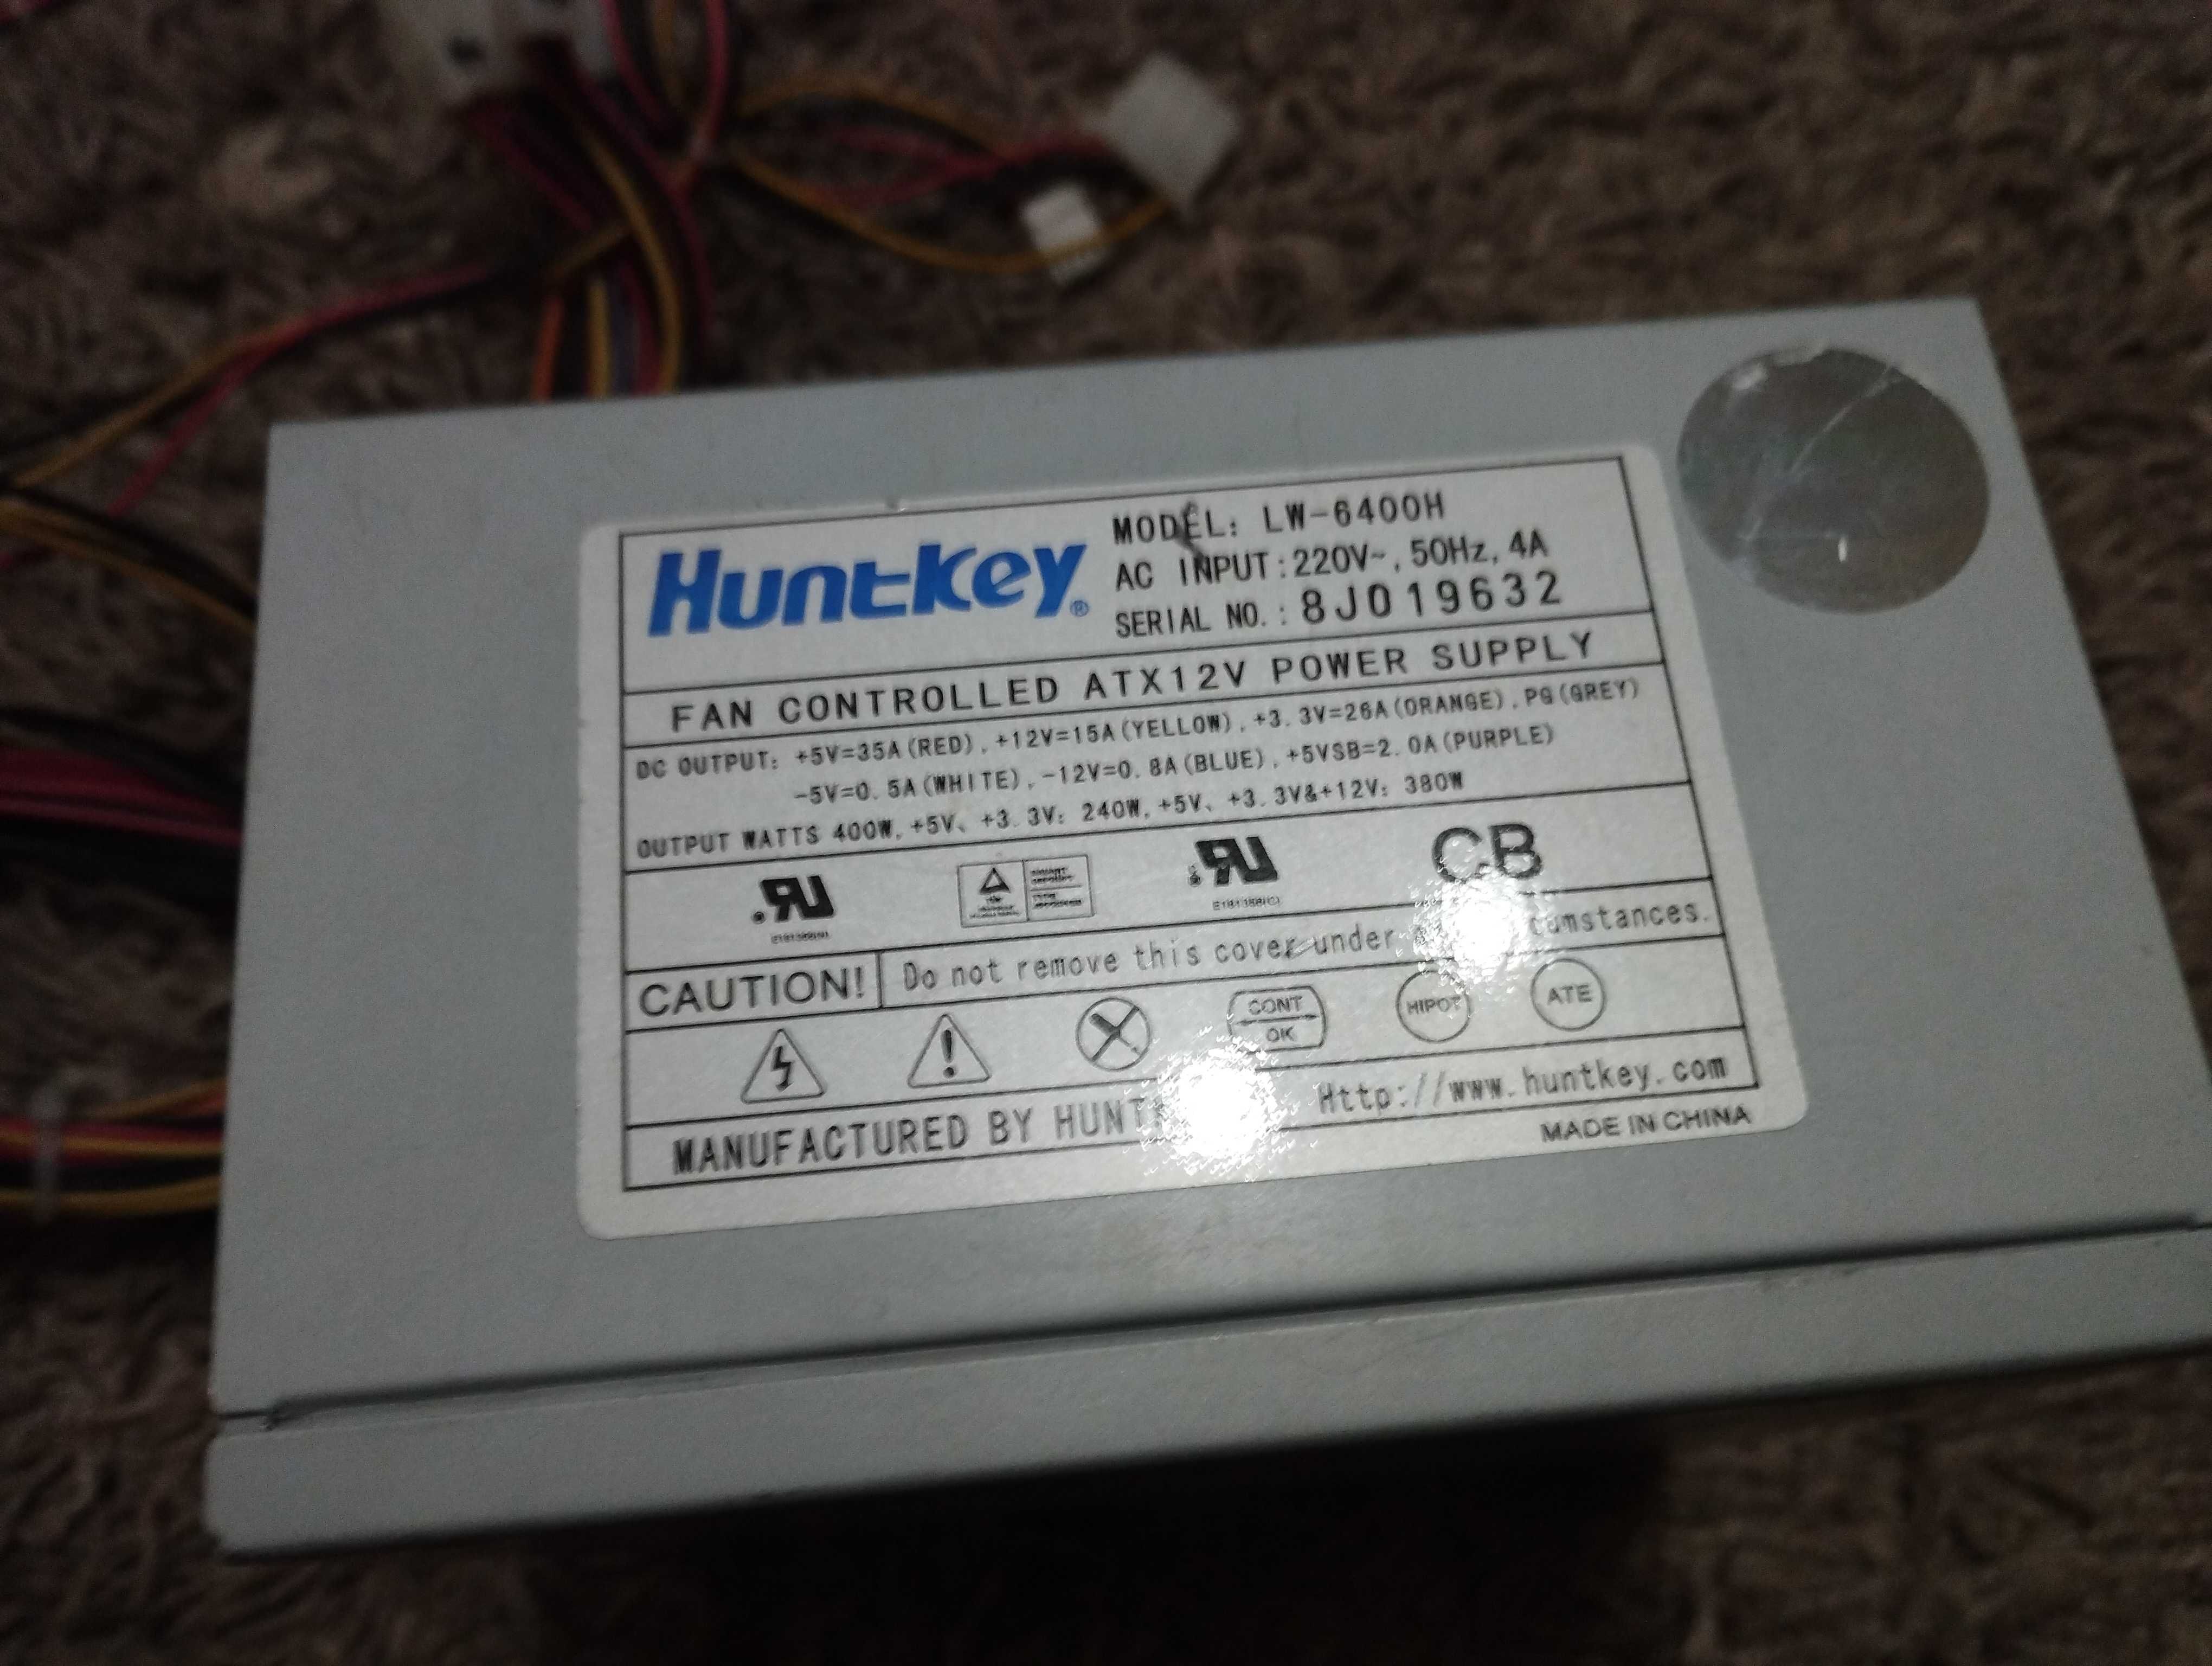 Huntkey®
MODEL: LW-6400H
AC INPUT:220V~, 50Hz, 4A
SERIAL NO.: 8J019632
FAN CONTROLLED ATX12V POWER SUPPLY
DC OUTPUT: +5V=35A(RED), +12V=15A(YELLOW), +3.3V=26A(ORANGE), PG(GREY)
-5V=0.5A(WHITE), -12V=0.8A(BLUE), +5VSB=2.0A(PURPLE)
OUTPUT WATTS 400W, +5V、+3.3V: 240W, +5V、+3.3V&+12V: 380W
CB
CAUTION! Do not remove this cover under
CONT
OK
HIPOT
ATE
MANUFACTURED BY Http://www.huntkey.com
MADE IN CHINA